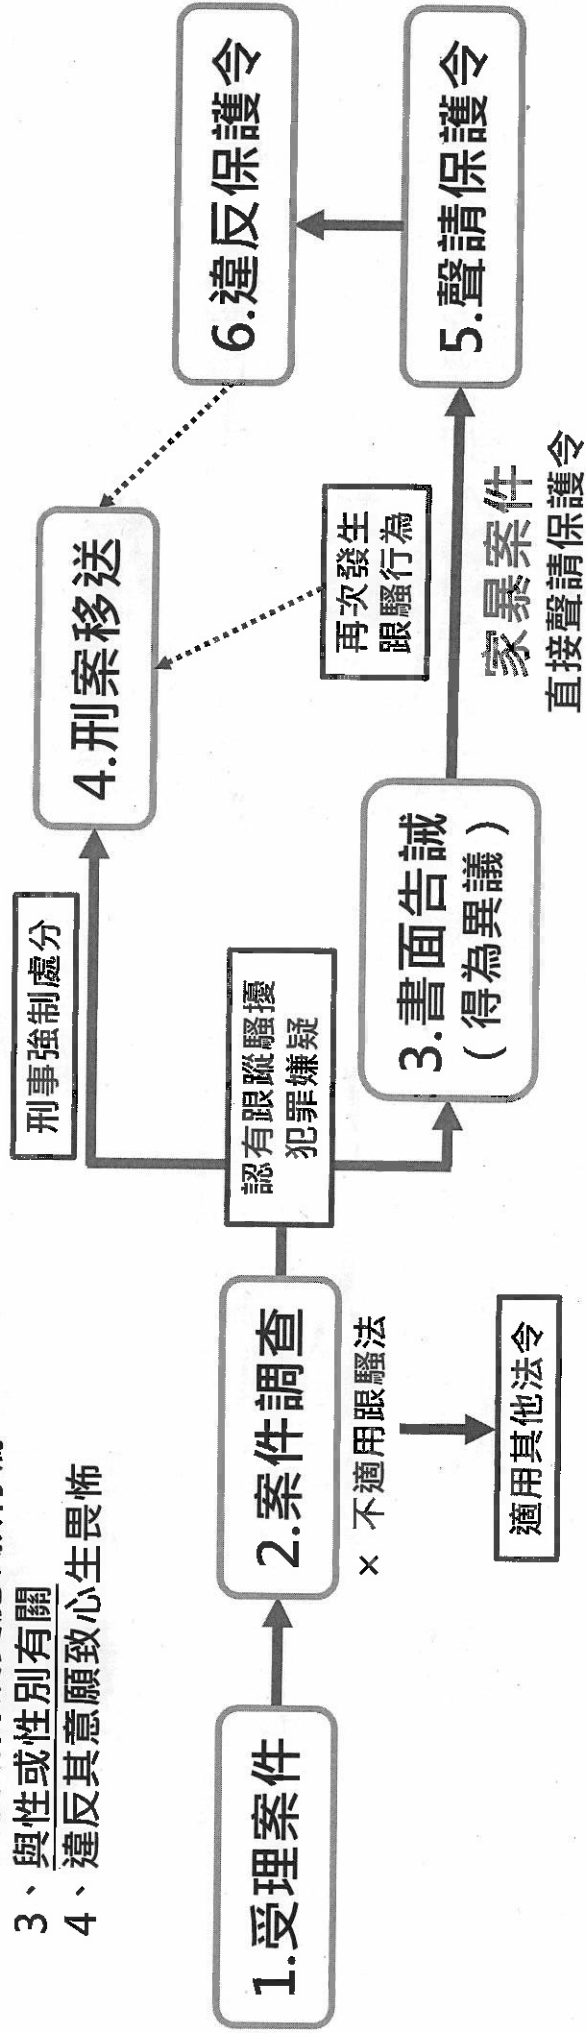 3、與性或性別有關
4、違反其意願致心生畏怖
1.受理案件
2.案件調查
× 不適用跟騷法
適用其他法令
認有跟蹤騷擾
犯罪嫌疑
刑事強制處分
4.刑案移送
3.書面告誡
(得為異議)
再次發生
跟騷行為
家暴案件
直接聲請保護令
5.聲請保護令
6.違反保護令